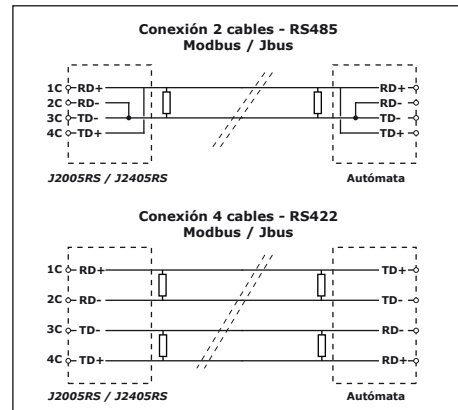 Conexión 2 cables - RS485
Modbus / Jbus
1C RD+ RD+
2C RD- RD-
3C TD- TD-
4C TD+ TD+
J2005RS / J2405RS Autómata
Conexión 4 cables - RS422
Modbus / Jbus
1C RD+ TD+
2C RD- TD-
3C TD- RD-
4C TD+ RD+
J2005RS / J2405RS Autómata